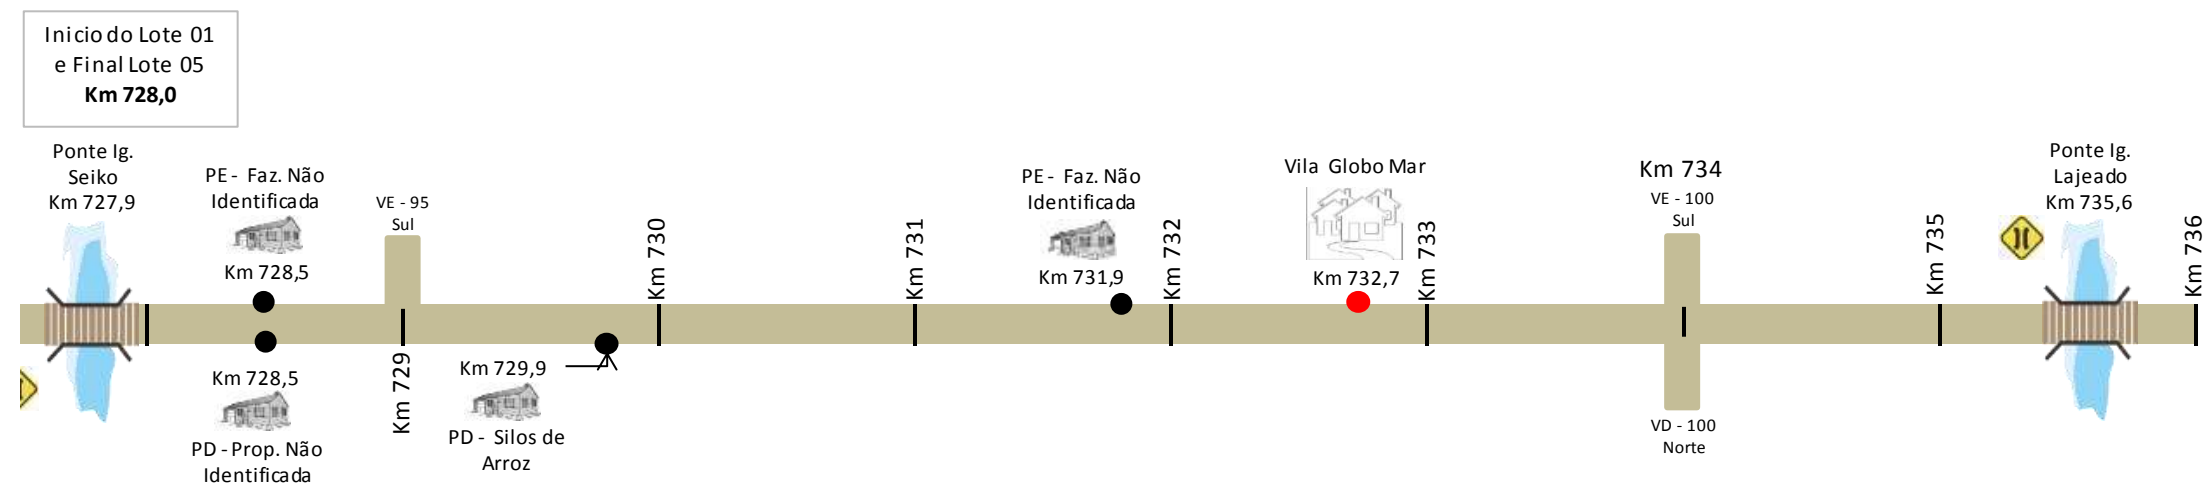 Inicio do Lote 01
e Final Lote 05
Km 728,0
Ponte Ig.
Seiko
Km 727,9
PE - Faz. Não
Identificada
Km 728,5
Km 728,5
PD - Prop. Não
Identificada
VE - 95
Sul
Km 729
Km 729,9
PD - Silos de
Arroz
Km 730
Km 731
PE - Faz. Não
Identificada
Km 731,9
Km 732
Vila Globo Mar
Km 732,7
Km 733
Km 734
VE - 100
Sul
VD - 100
Norte
Km 735
Ponte Ig.
Lajeado
Km 735,6
Km 736